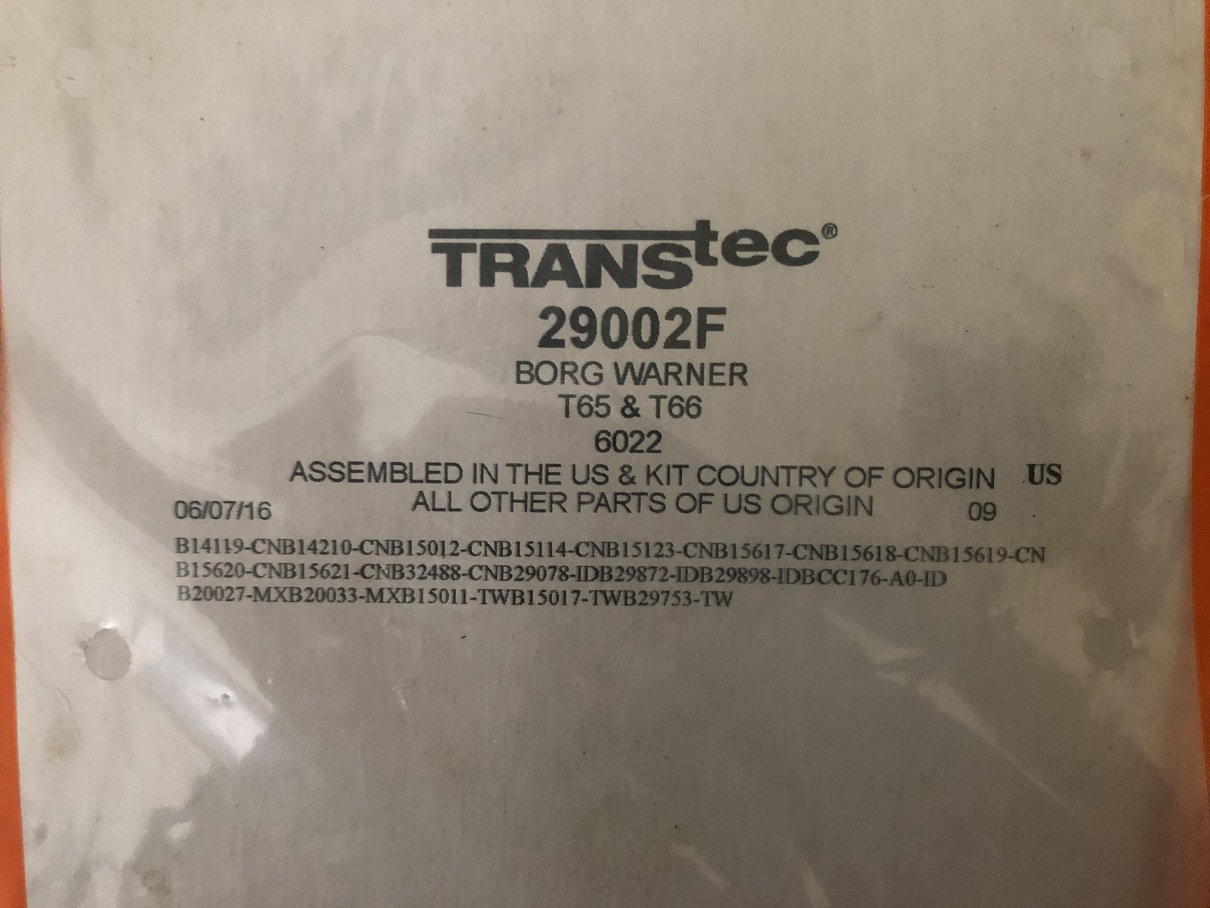 TRANStec®
29002F
BORG WARNER
T65 & T66
6022
ASSEMBLED IN THE US & KIT COUNTRY OF ORIGIN US
06/07/16 ALL OTHER PARTS OF US ORIGIN 09
B14119-CNB14210-CNB15012-CNB15114-CNB15123-CNB15617-CNB15618-CNB15619-CN
B15620-CNB15621-CNB32488-CNB29078-IDB29872-IDB29898-IDBCC176-A0-ID
B20027-MXB20033-MXB15011-TWB15017-TWB29753-TW